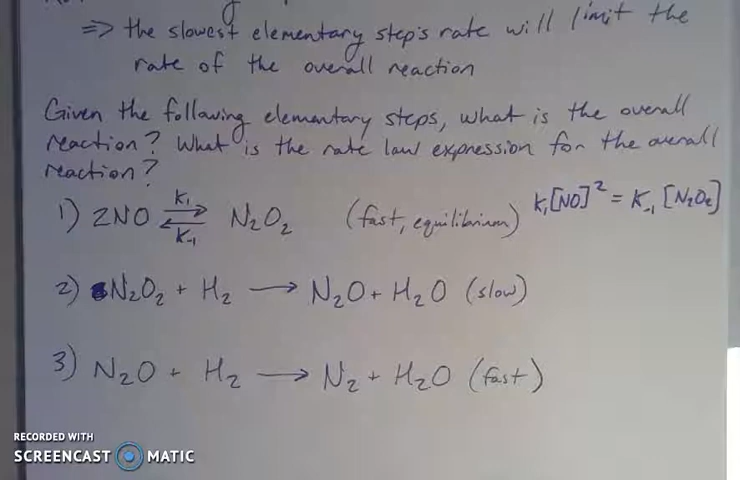 => the slowest elementary step's rate will limit the
rate of the overall reaction
Given the following elementary steps, what is the overall
reaction? What is the rate law expression for the overall
reaction?
1) 2NO ⇌ N₂O₂ (fast, equilibrium) k₁[NO]² = k₋₁[N₂O₂]
k₁
k₋₁
2) N₂O₂ + H₂ → N₂O + H₂O (slow)
3) N₂O + H₂ → N₂ + H₂O (fast)
RECORDED WITH
SCREENCAST MATIC